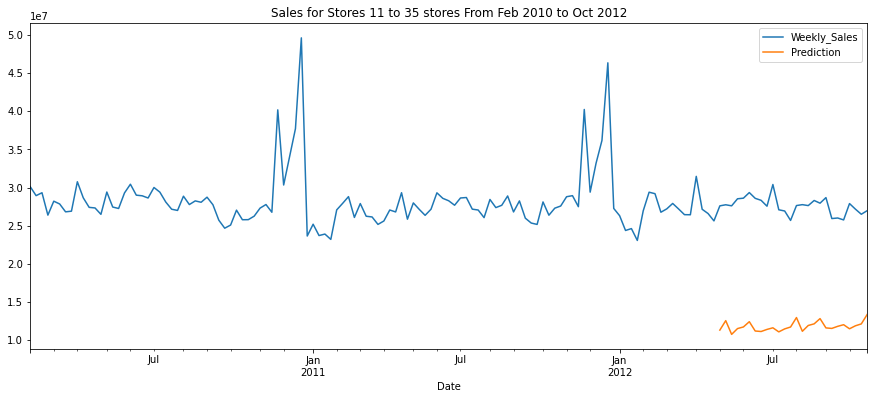 Sales for Stores 11 to 35 stores From Feb 2010 to Oct 2012
1e7
Weekly_Sales
Prediction
5.0
4.5
4.0
3.5
3.0
2.5
2.0
1.5
1.0
Jul Jan Jul Jan Jul
2011 2012
Date